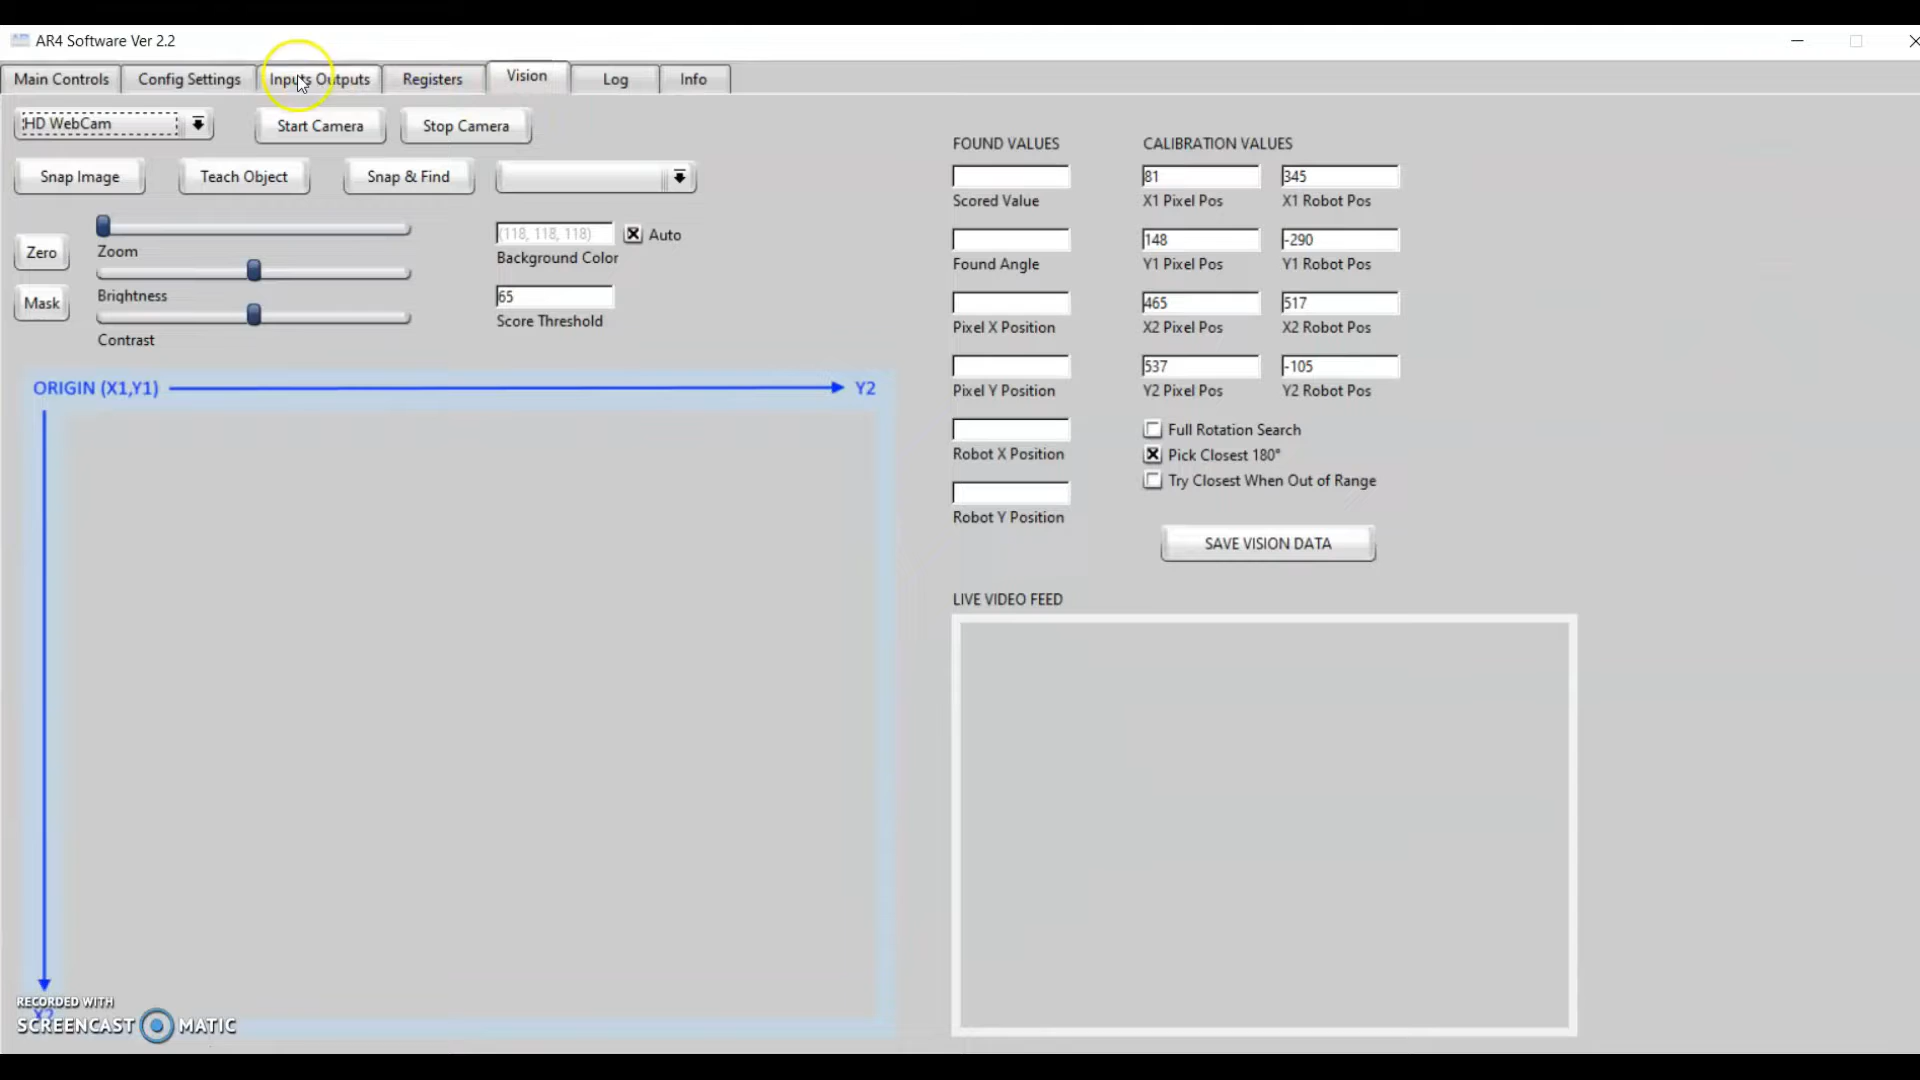 AR4 Software Ver 2.2
Main Controls
Config Settings
Inputs Outputs
Registers
Vision
Log
Info
HD WebCam
Start Camera
Stop Camera
Snap Image
Teach Object
Snap & Find
Zero
Mask
Zoom
Brightness
Contrast
(118, 118, 118)
Auto
Background Color
65
Score Threshold
ORIGIN (X1,Y1)
Y2
X2
FOUND VALUES
Scored Value
Found Angle
Pixel X Position
Pixel Y Position
Robot X Position
Robot Y Position
CALIBRATION VALUES
81
345
X1 Pixel Pos
X1 Robot Pos
148
-290
Y1 Pixel Pos
Y1 Robot Pos
465
517
X2 Pixel Pos
X2 Robot Pos
537
-105
Y2 Pixel Pos
Y2 Robot Pos
Full Rotation Search
Pick Closest 180°
Try Closest When Out of Range
SAVE VISION DATA
LIVE VIDEO FEED
RECORDED WITH
SCREENCAST MATIC